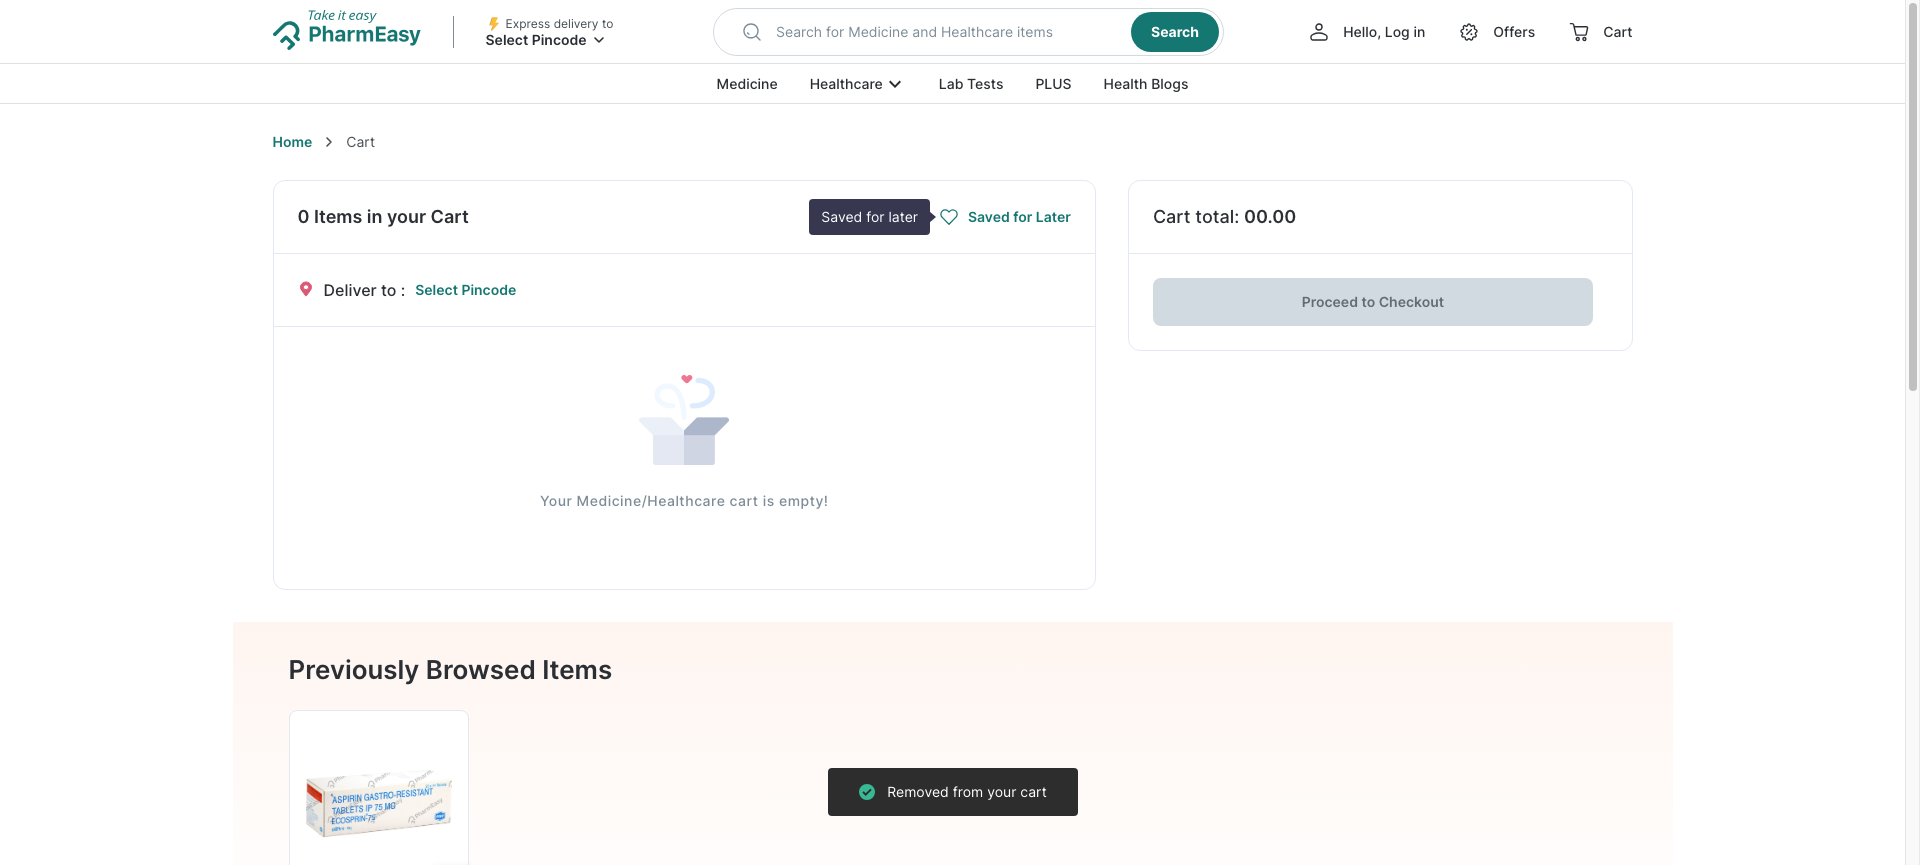 Take it easy
PharmEasy
Express delivery to
Select Pincode
Search for Medicine and Healthcare items
Search
Hello, Log in
Offers
Cart
Medicine
Healthcare
Lab Tests
PLUS
Health Blogs
Home
Cart
0 Items in your Cart
Saved for later
Saved for Later
Cart total: 00.00
Deliver to :
Select Pincode
Proceed to Checkout
Your Medicine/Healthcare cart is empty!
Previously Browsed Items
ASPIRIN GASTRO-RESISTANT
TABLETS IP 75 MG
ECOSPRIN-75
Removed from your cart